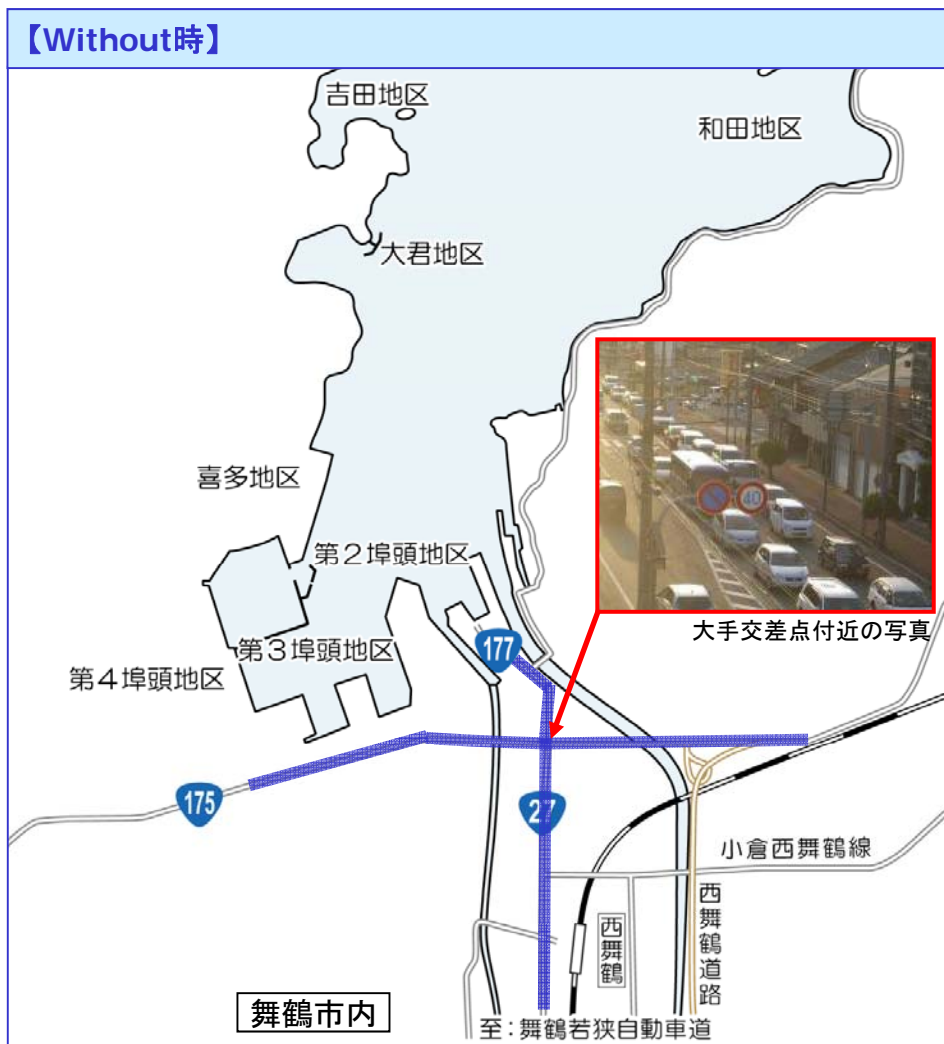 【Without時】
吉田地区
和田地区
大君地区
喜多地区
第2埠頭地区
40
大手交差点付近の写真
177
第3埠頭地区
第4埠頭地区
175
27
小倉西舞鶴線
西舞鶴道路
西舞鶴
舞鶴市内
至：舞鶴若狭自動車道